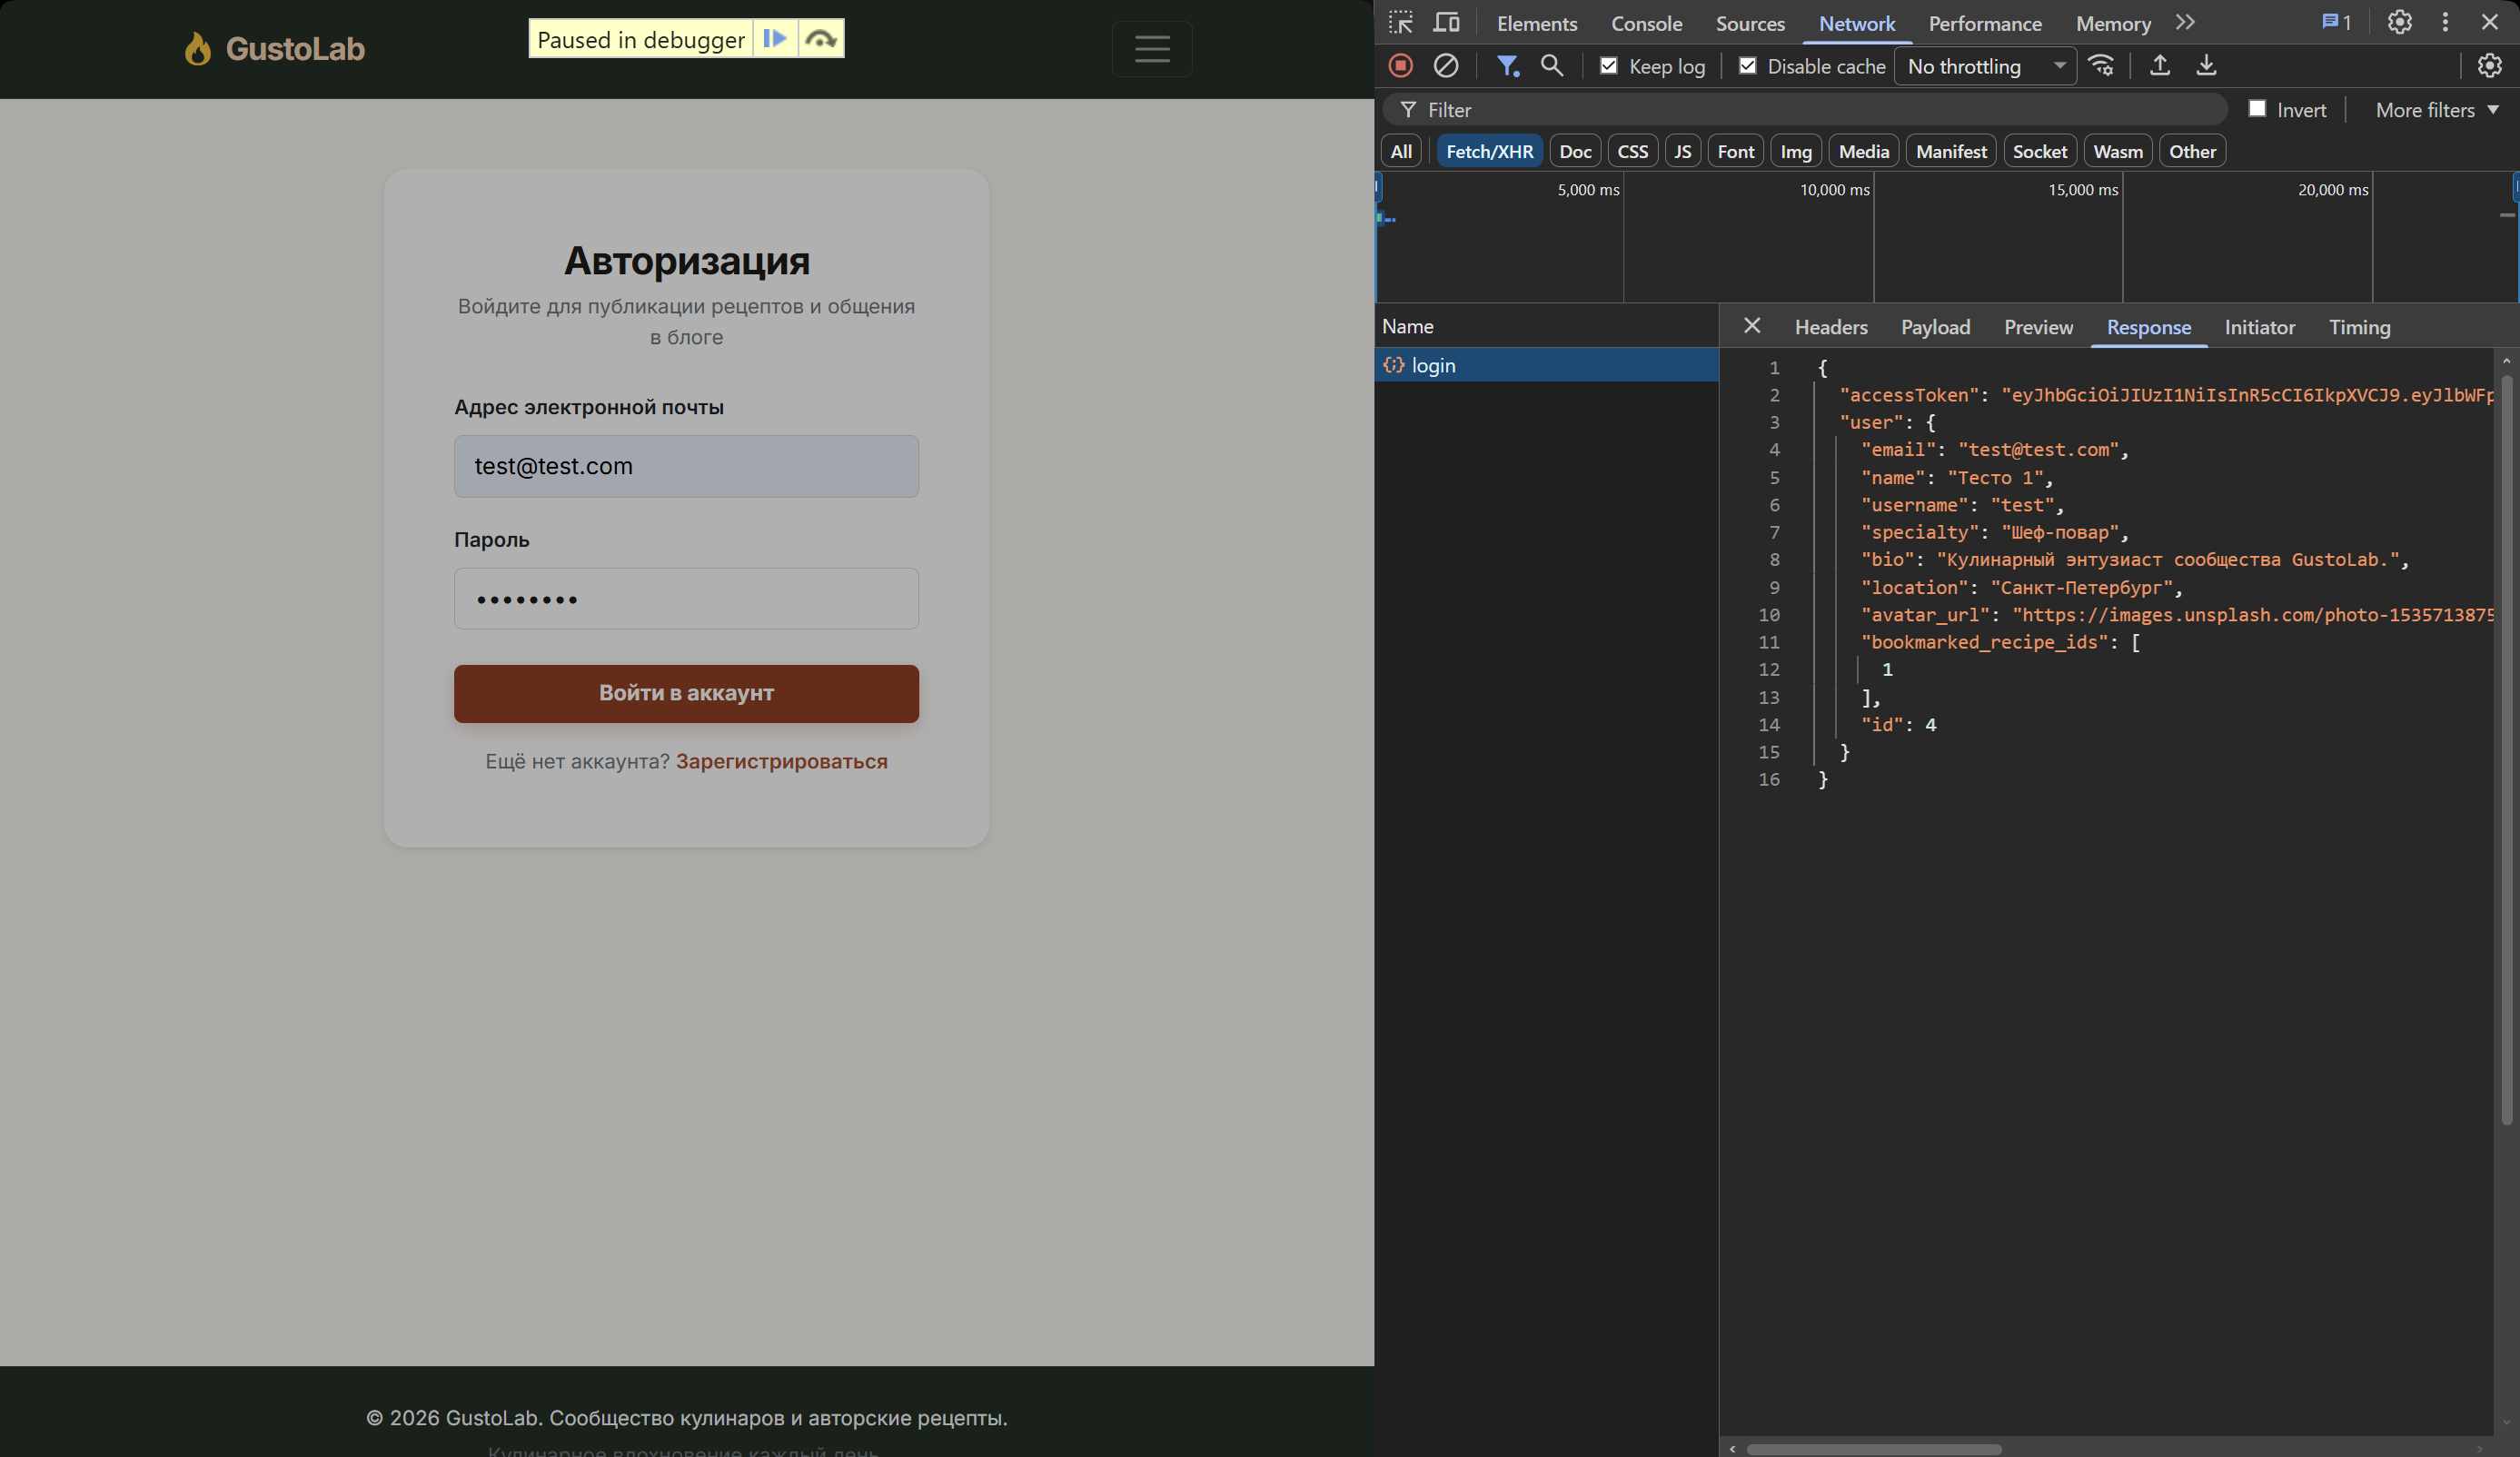 GustoLab
Paused in debugger
Авторизация
Войдите для публикации рецептов и общения
в блоге
Адрес электронной почты
test@test.com
Пароль
••••••••
Войти в аккаунт
Ещё нет аккаунта? Зарегистрироваться
© 2026 GustoLab. Сообщество кулинаров и авторские рецепты.
Кулинарное вдохновение каждый день
Elements
Console
Sources
Network
Performance
Memory
1
Keep log
Disable cache
No throttling
Filter
Invert
More filters
All
Fetch/XHR
Doc
CSS
JS
Font
Img
Media
Manifest
Socket
Wasm
Other
5,000 ms
10,000 ms
15,000 ms
20,000 ms
Name
login
Headers
Payload
Preview
Response
Initiator
Timing
1 {
2 "accessToken": "eyJhbGciOiJIUzI1NiIsInR5cCI6IkpXVCJ9.eyJlbWFp
3 "user": {
4 "email": "test@test.com",
5 "name": "Тесто 1",
6 "username": "test",
7 "specialty": "Шеф-повар",
8 "bio": "Кулинарный энтузиаст сообщества GustoLab.",
9 "location": "Санкт-Петербург",
10 "avatar_url": "https://images.unsplash.com/photo-1535713875
11 "bookmarked_recipe_ids": [
12 1
13 ],
14 "id": 4
15 }
16 }